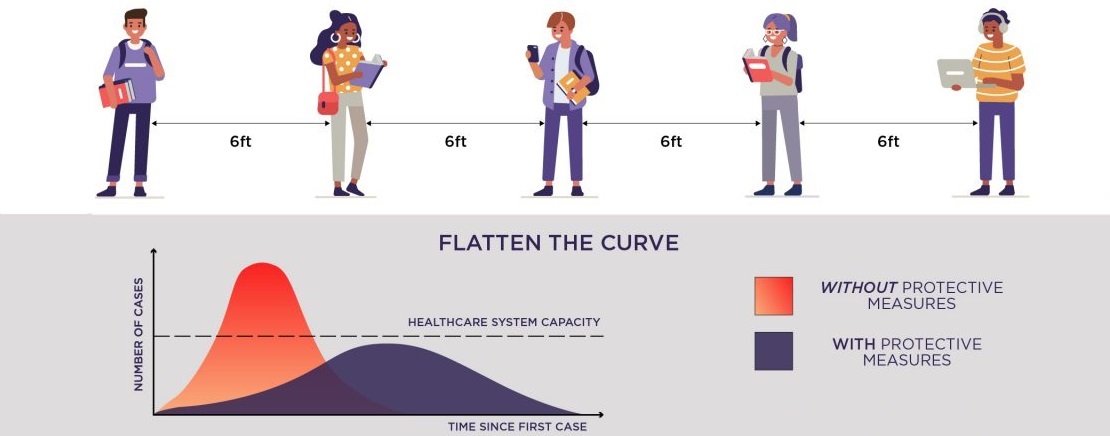 6ft
6ft
6ft
6ft
FLATTEN THE CURVE
NUMBER OF CASES
HEALTHCARE SYSTEM CAPACITY
TIME SINCE FIRST CASE
WITHOUT PROTECTIVE
MEASURES
WITH PROTECTIVE
MEASURES